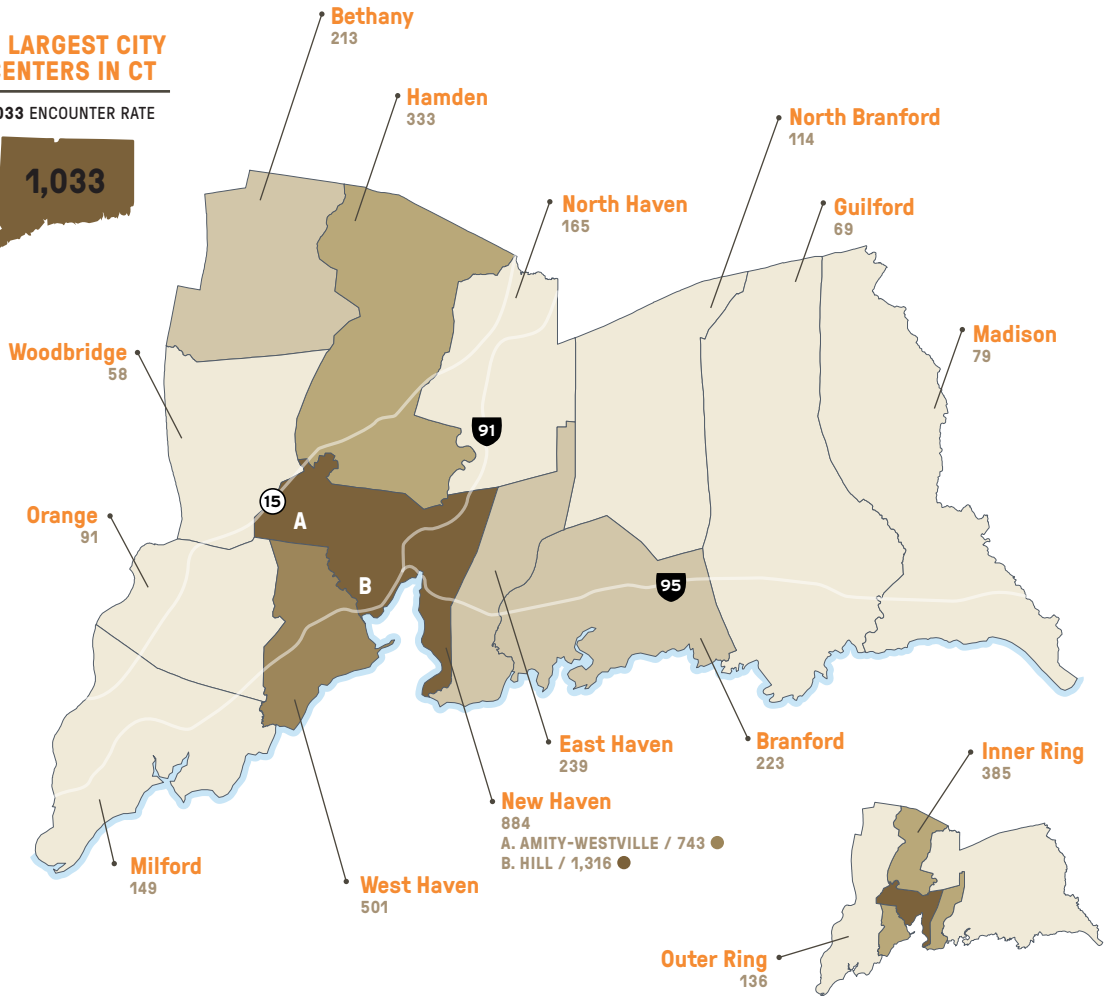 Bethany
213
LARGEST CITY
CENTERS IN CT
033 ENCOUNTER RATE
1,033
Hamden
333
North Branford
114
North Haven
165
Guilford
69
Madison
79
Woodbridge
58
91
15
Orange
91
A
B
95
East Haven
239
Branford
223
Inner Ring
385
New Haven
884
A. AMITY-WESTVILLE / 743
B. HILL / 1,316
Milford
149
West Haven
501
Outer Ring
136